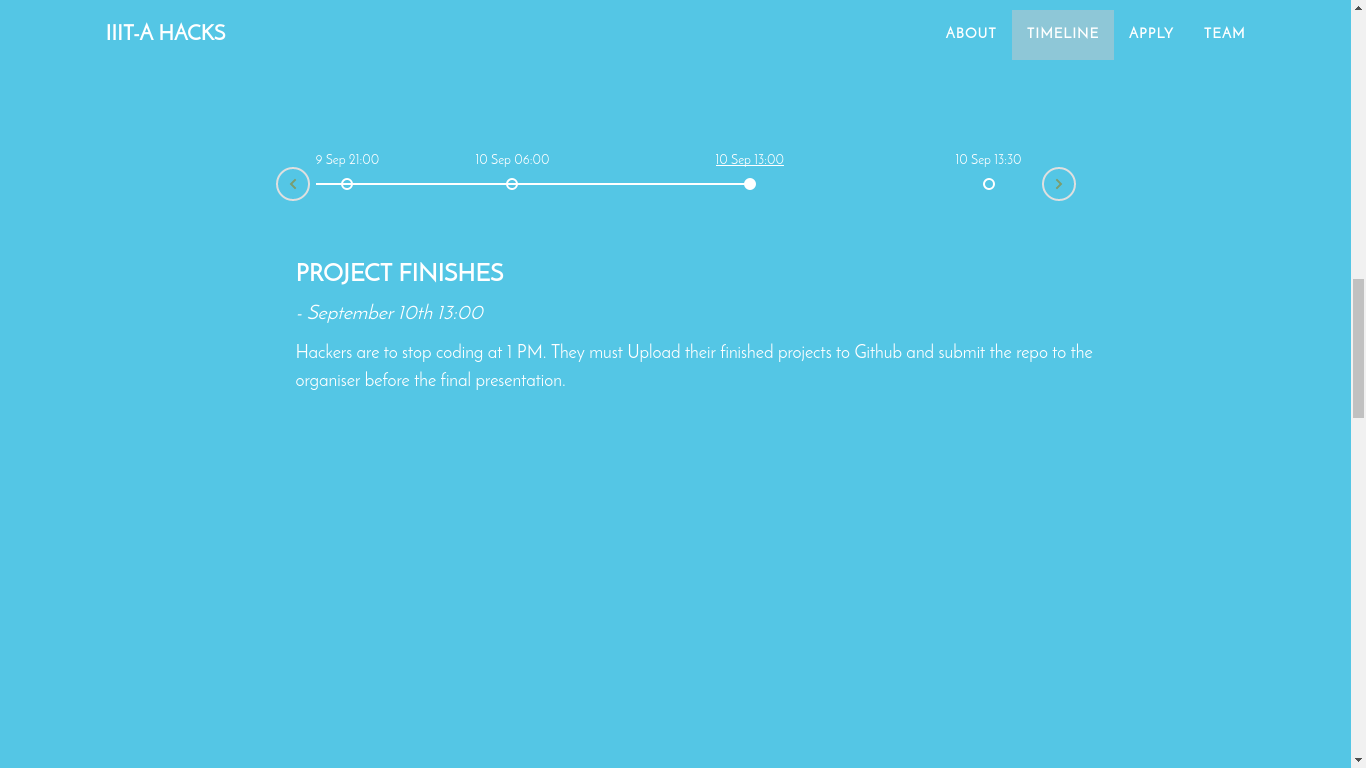 IIIT-A HACKS
ABOUT TIMELINE APPLY TEAM
9 Sep 21:00 10 Sep 06:00 10 Sep 13:00 10 Sep 13:30
PROJECT FINISHES
- September 10th 13:00
Hackers are to stop coding at 1 PM. They must Upload their finished projects to Github and submit the repo to the
organiser before the final presentation.